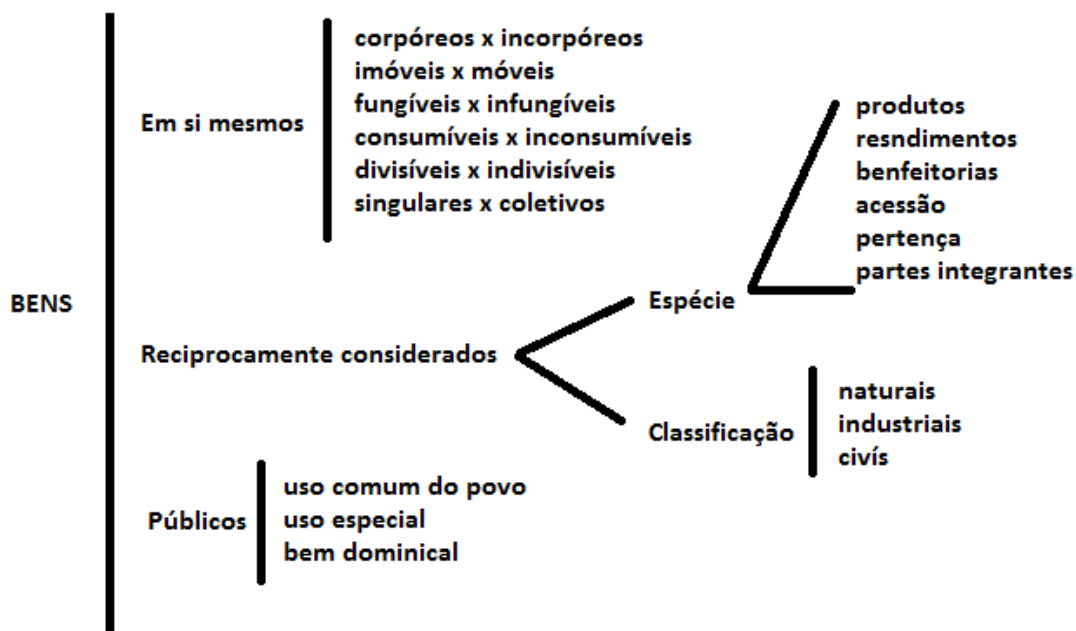 BENS
Em si mesmos
corpóreos x incorpóreos
imóveis x móveis
fungíveis x infungíveis
consumíveis x inconsumíveis
divisíveis x indivisíveis
singulares x coletivos
Reciprocamente considerados
Espécie
produtos
resndimentos
benfeitorias
acessão
pertença
partes integrantes
Classificação
naturais
industriais
civís
Públicos
uso comum do povo
uso especial
bem dominical